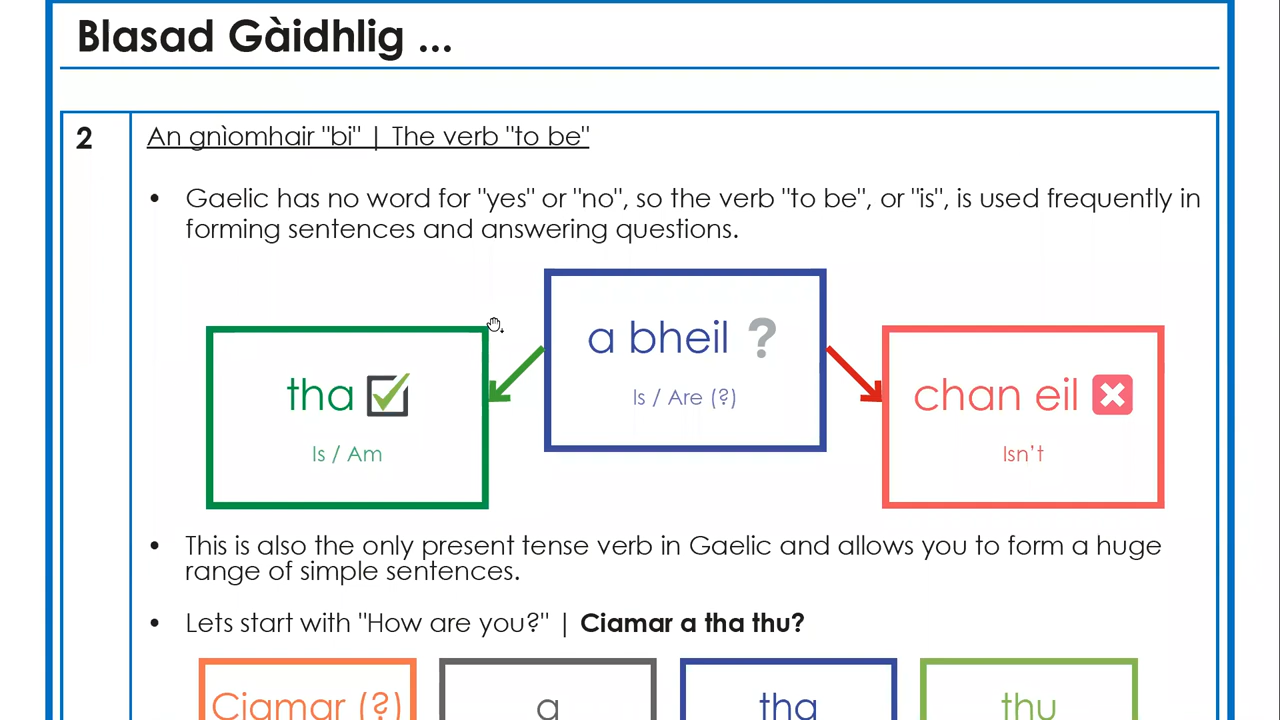 Blasad Gàidhlig ...
2
An gnìomhair "bi" | The verb "to be"
• Gaelic has no word for "yes" or "no", so the verb "to be", or "is", is used frequently in
forming sentences and answering questions.
a bheil ?
Is / Are (?)
tha
Is / Am
chan eil
Isn't
• This is also the only present tense verb in Gaelic and allows you to form a huge
range of simple sentences.
• Lets start with "How are you?" | Ciamar a tha thu?
Ciamar (?) a tha thu